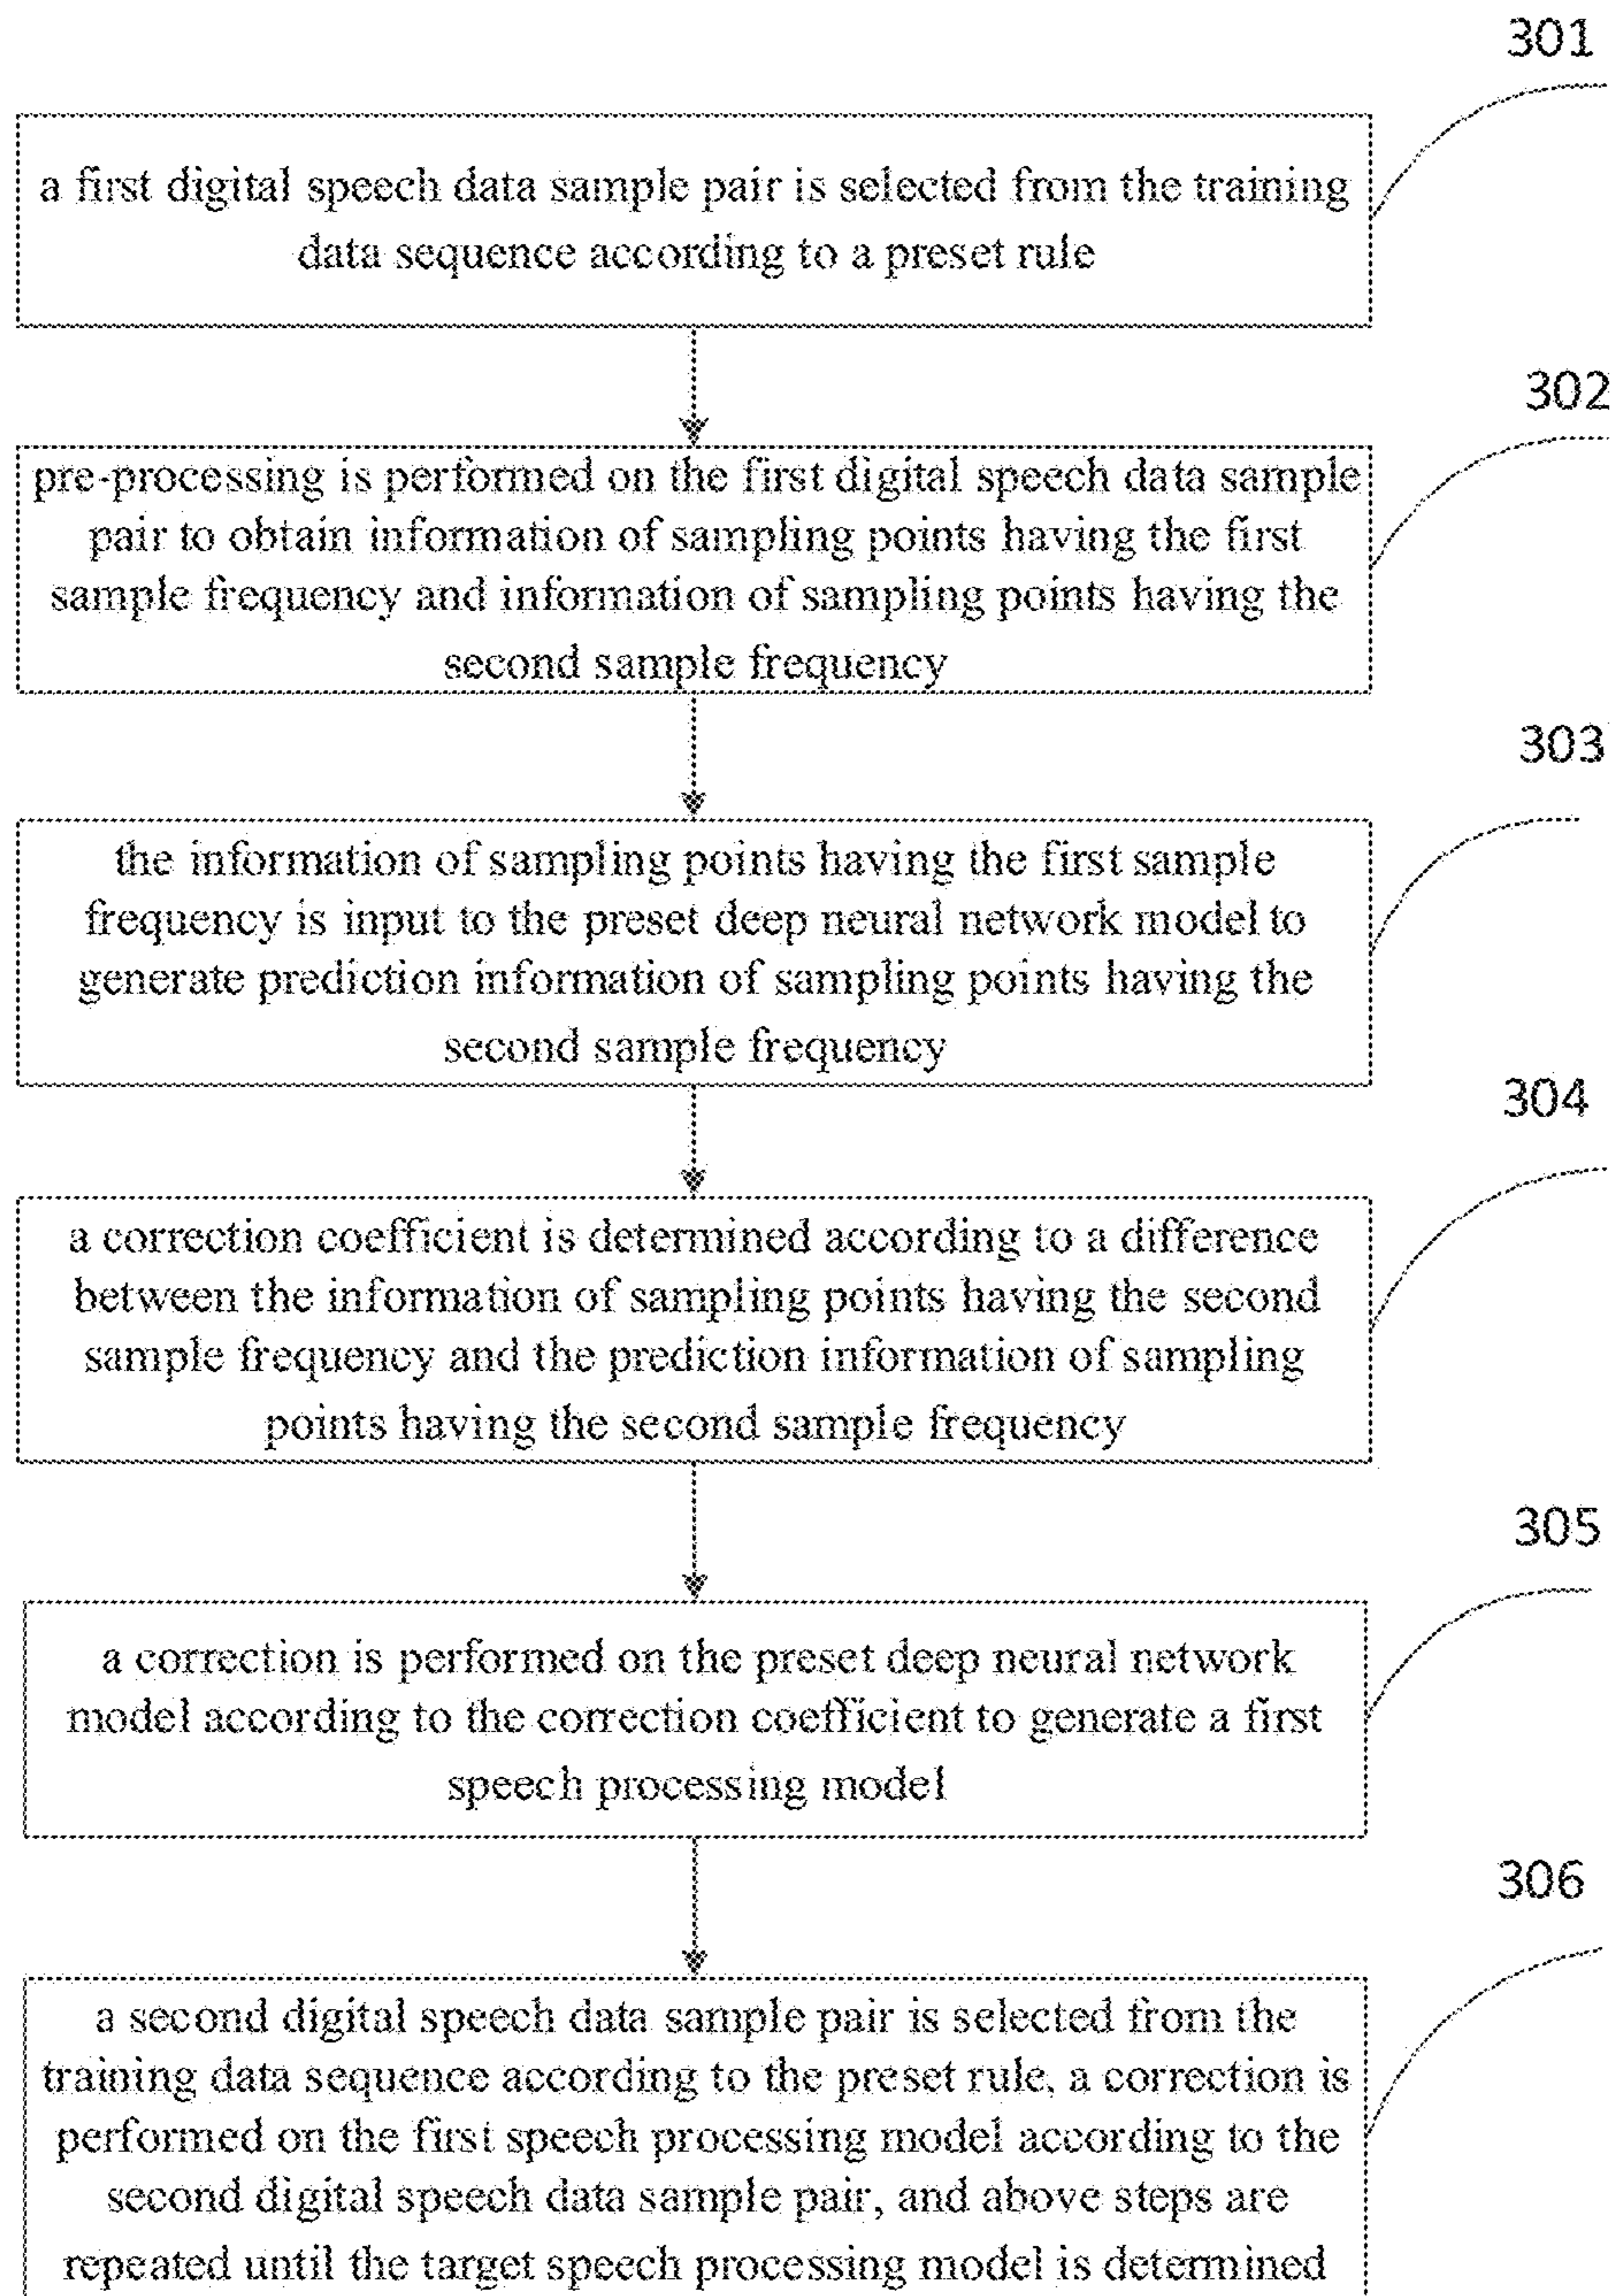 301
a first digital speech data sample pair is selected from the training
data sequence according to a preset rule
302
pre-processing is performed on the first digital speech data sample
pair to obtain information of sampling points having the first
sample frequency and information of sampling points having the
second sample frequency
303
the information of sampling points having the first sample
frequency is input to the preset deep neural network model to
generate prediction information of sampling points having the
second sample frequency
304
a correction coefficient is determined according to a difference
between the information of sampling points having the second
sample frequency and the prediction information of sampling
points having the second sample frequency
305
a correction is performed on the preset deep neural network
model according to the correction coefficient to generate a first
speech processing model
306
a second digital speech data sample pair is selected from the
training data sequence according to the preset rule, a correction is
performed on the first speech processing model according to the
second digital speech data sample pair, and above steps are
repeated until the target speech processing model is determined